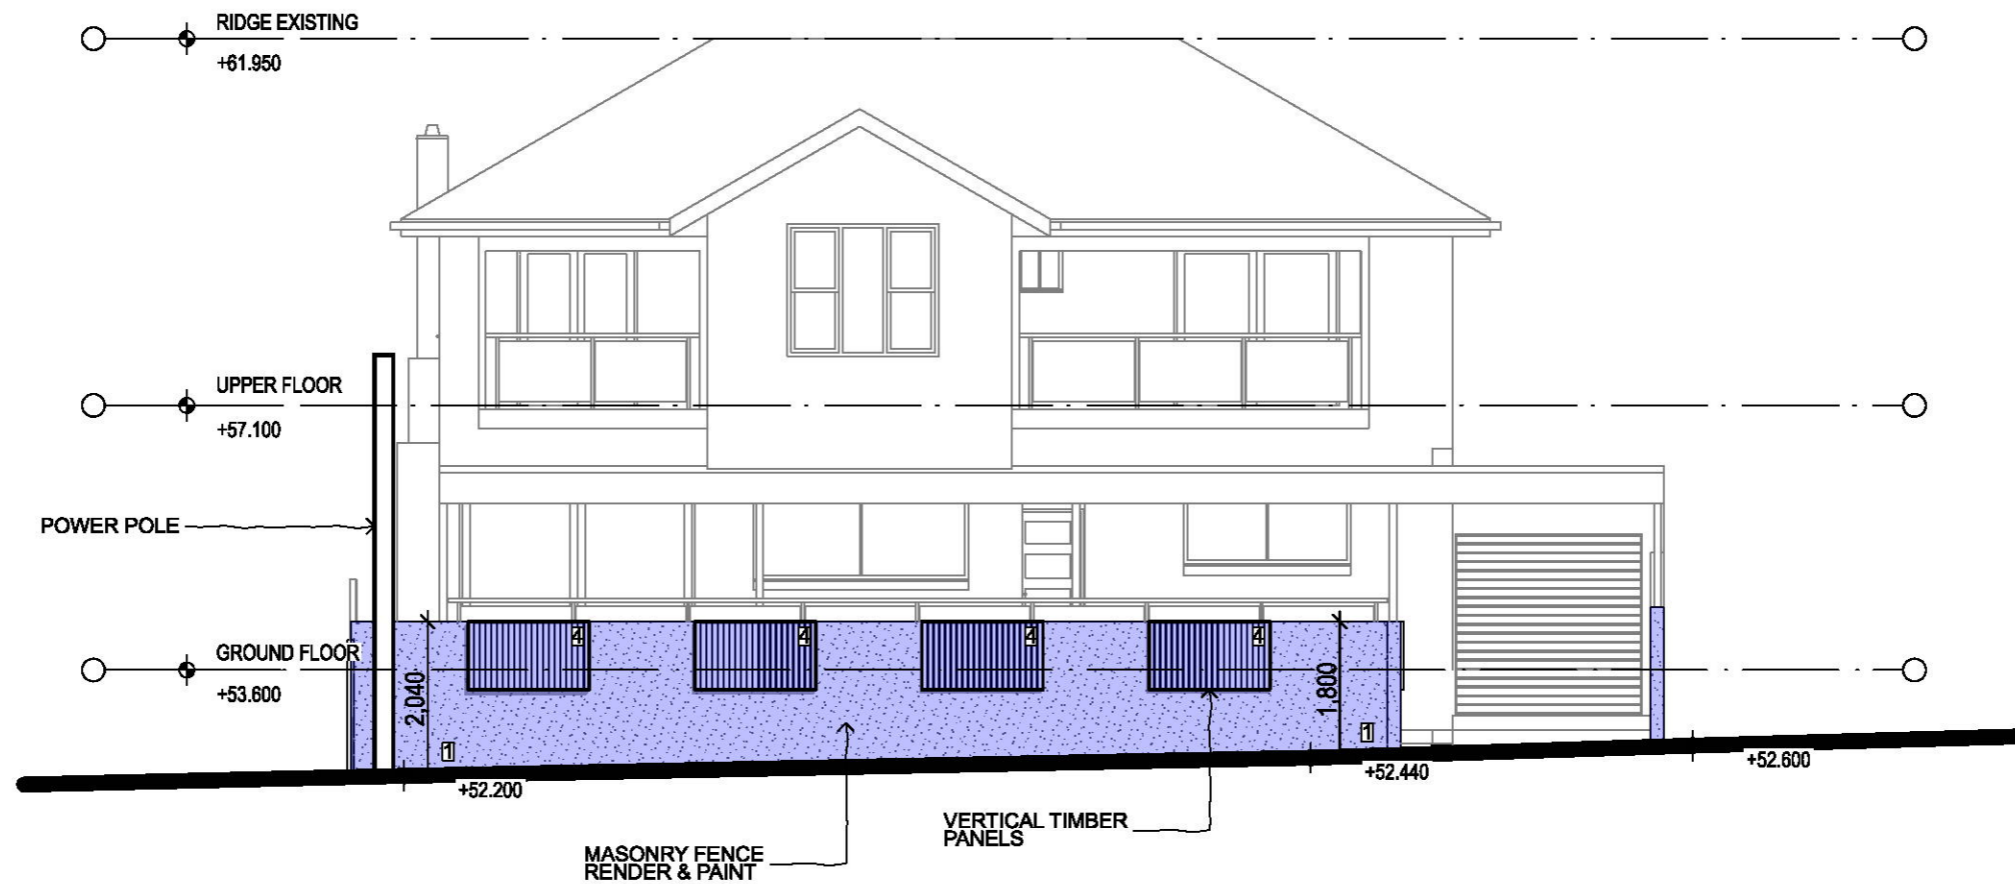 RIDGE EXISTING
+61.950
UPPER FLOOR
+57.100
POWER POLE
GROUND FLOOR
+53.600
4
4
4
4
2,040
1,800
1
1
+52.200
+52.440
+52.600
VERTICAL TIMBER
PANELS
MASONRY FENCE
RENDER & PAINT